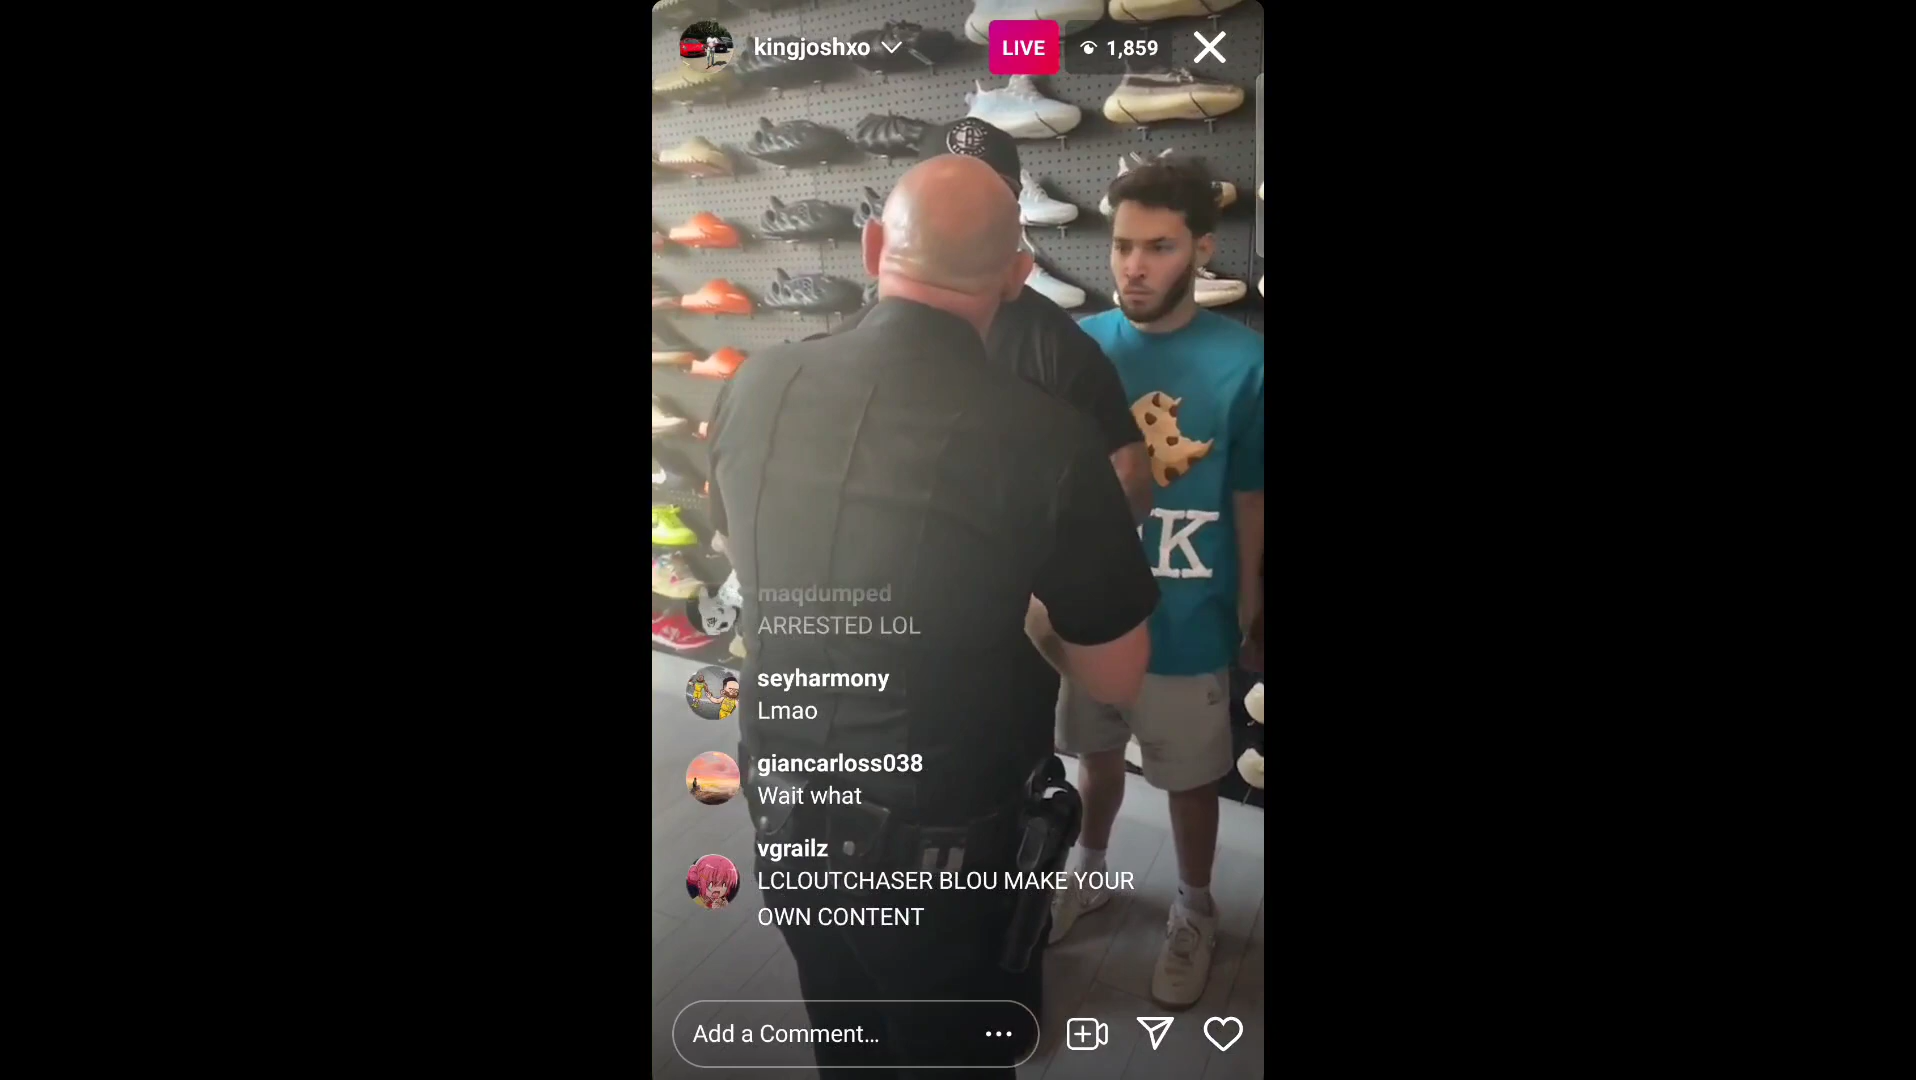 kingjoshxo
LIVE
1,859
B
K
maqdumped
ARRESTED LOL
seyharmony
Lmao
giancarloss038
Wait what
vgrailz
LCLOUTCHASER BLOU MAKE YOUR
OWN CONTENT
Add a Comment...